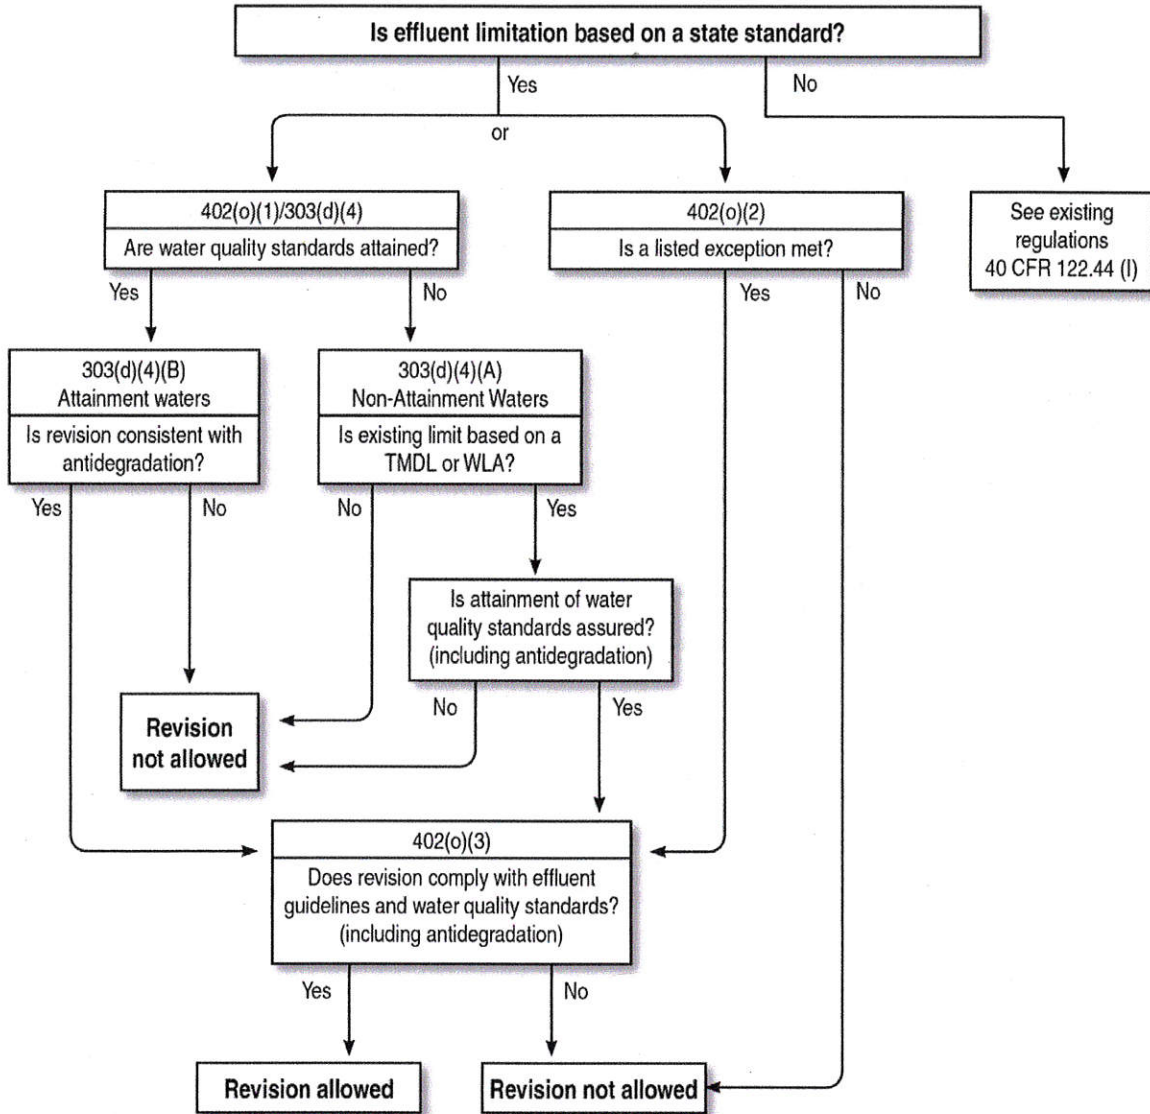 Is effluent limitation based on a state standard?
Yes
No
or
402(o)(1)/303(d)(4)
Are water quality standards attained?
402(o)(2)
Is a listed exception met?
See existing
regulations
40 CFR 122.44 (l)
Yes
No
Yes
No
303(d)(4)(B)
Attainment waters
Is revision consistent with
antidegradation?
303(d)(4)(A)
Non-Attainment Waters
Is existing limit based on a
TMDL or WLA?
Yes
No
No
Yes
Is attainment of water
quality standards assured?
(including antidegradation)
No
Yes
Revision
not allowed
402(o)(3)
Does revision comply with effluent
guidelines and water quality standards?
(including antidegradation)
Yes
No
Revision allowed
Revision not allowed